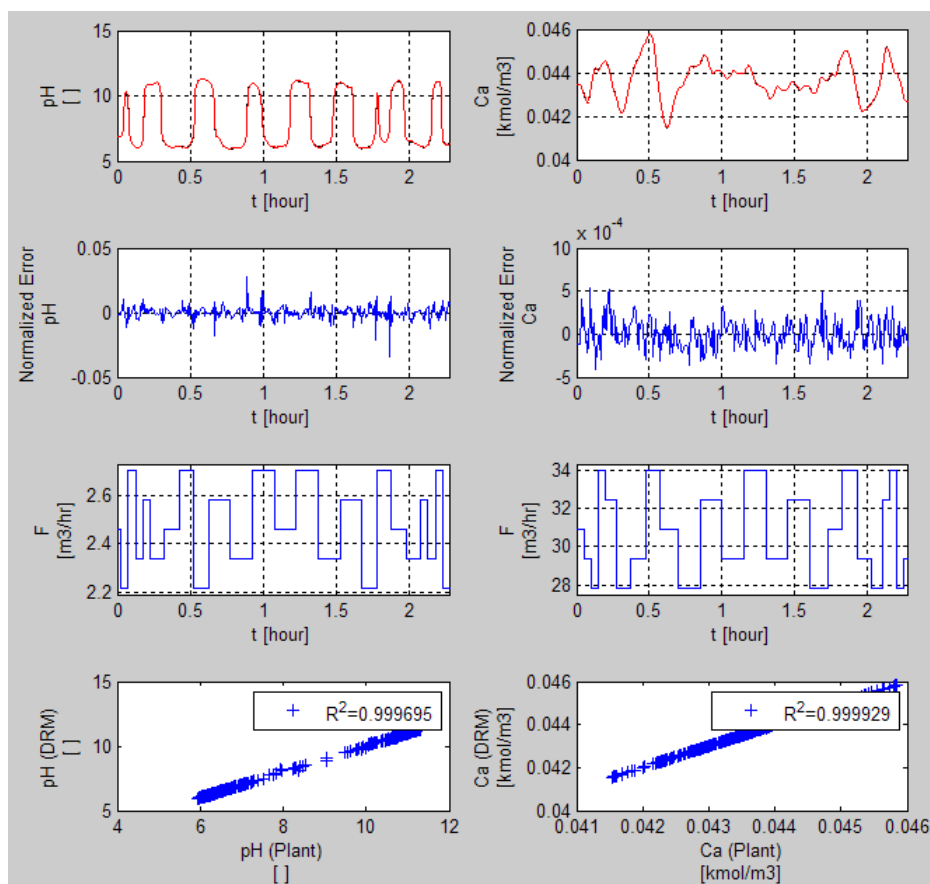 15
10
5
pH
[ ]
0 0.5 1 1.5 2
t [hour]
0.046
0.044
0.042
0.04
Ca
[kmol/m3]
0 0.5 1 1.5 2
t [hour]
0.05
0
-0.05
Normalized Error
pH
0 0.5 1 1.5 2
t [hour]
x 10-4
10
5
0
-5
Normalized Error
Ca
0 0.5 1 1.5 2
t [hour]
2.6
2.4
2.2
F
[m3/hr]
0 0.5 1 1.5 2
t [hour]
34
32
30
28
F
[m3/hr]
0 0.5 1 1.5 2
t [hour]
15
10
5
pH (DRM)
[ ]
R2=0.999695
4 6 8 10 12
pH (Plant)
[ ]
0.046
0.044
0.042
0.04
Ca (DRM)
[kmol/m3]
R2=0.999929
0.041 0.042 0.043 0.044 0.045 0.046
Ca (Plant)
[kmol/m3]